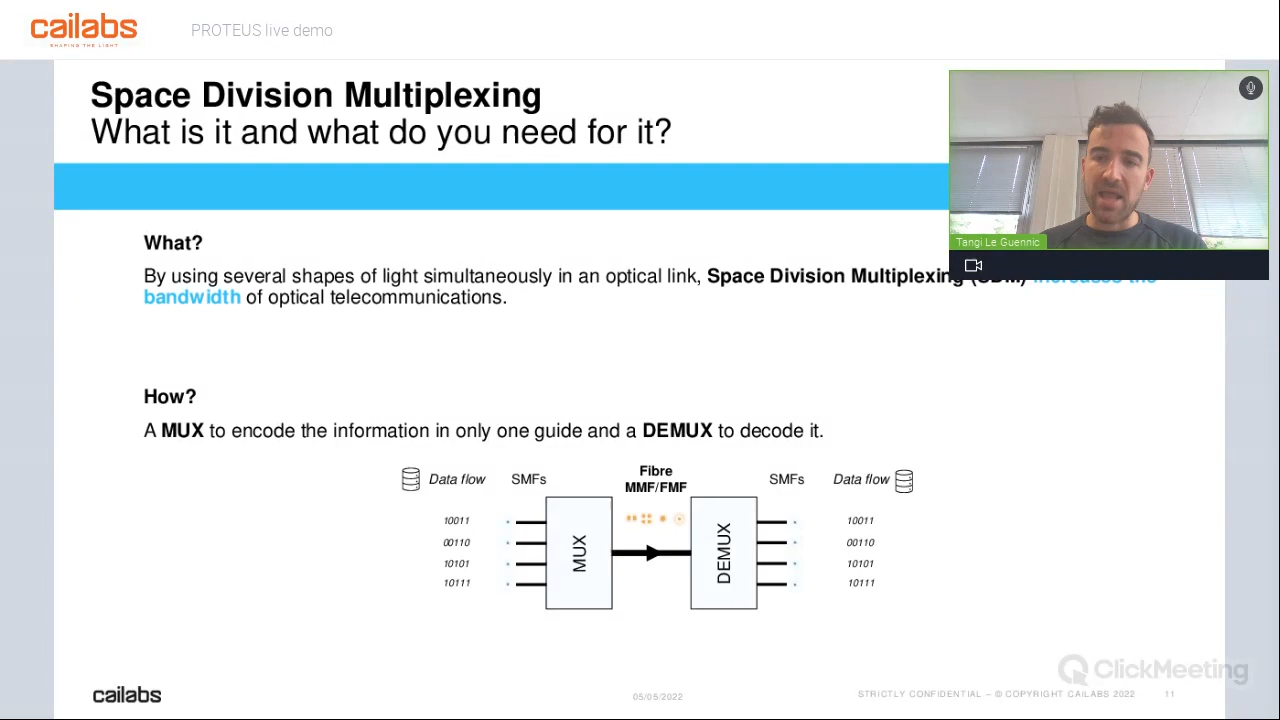 cailabs
SHAPING THE LIGHT
PROTEUS live demo
Space Division Multiplexing
What is it and what do you need for it?
Tangi Le Guennic
What?
By using several shapes of light simultaneously in an optical link, Space Division Multiplexing (SDM) increases the
bandwidth of optical telecommunications.
How?
A MUX to encode the information in only one guide and a DEMUX to decode it.
Data flow SMFs Fibre MMF/FMF SMFs Data flow
10011 10011
00110 00110
10101 10101
10111 10111
MUX
DEMUX
ClickMeeting
cailabs
05/05/2022
STRICTLY CONFIDENTIAL – © COPYRIGHT CAILABS 2022 11